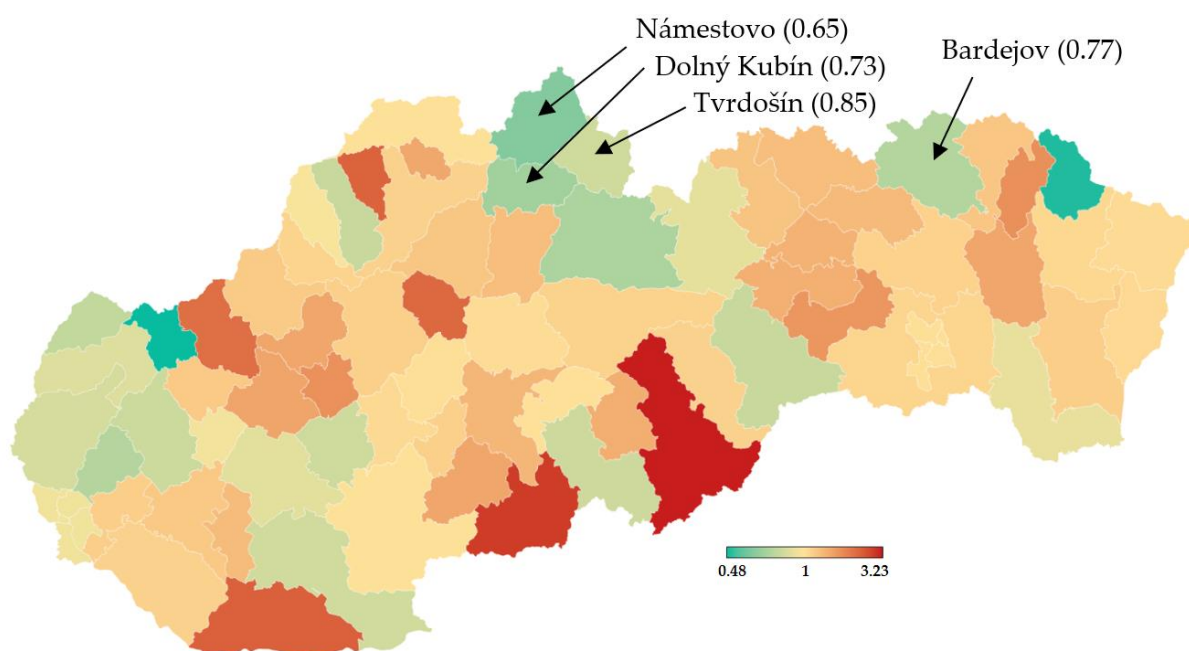 Námestovo (0.65)
Dolný Kubín (0.73)
Tvrdošín (0.85)
Bardejov (0.77)
0.48 1 3.23